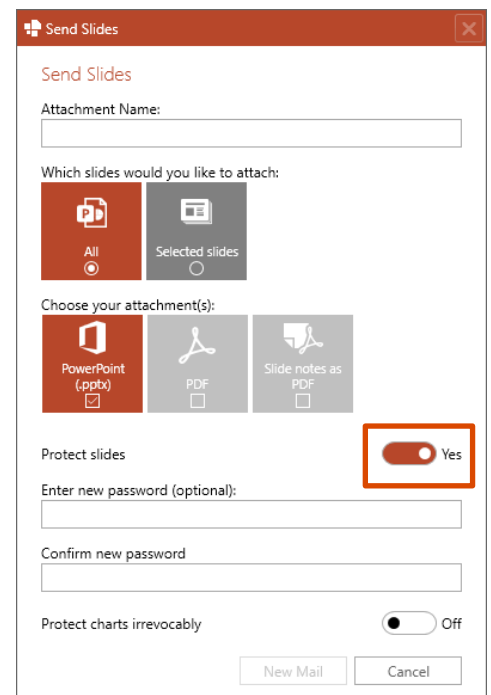 Send Slides
Send Slides
Attachment Name:
Which slides would you like to attach:
All
Selected slides
Choose your attachment(s):
PowerPoint
(.pptx)
PDF
Slide notes as
PDF
Protect slides
Yes
Enter new password (optional):
Confirm new password
Protect charts irrevocably
Off
New Mail
Cancel